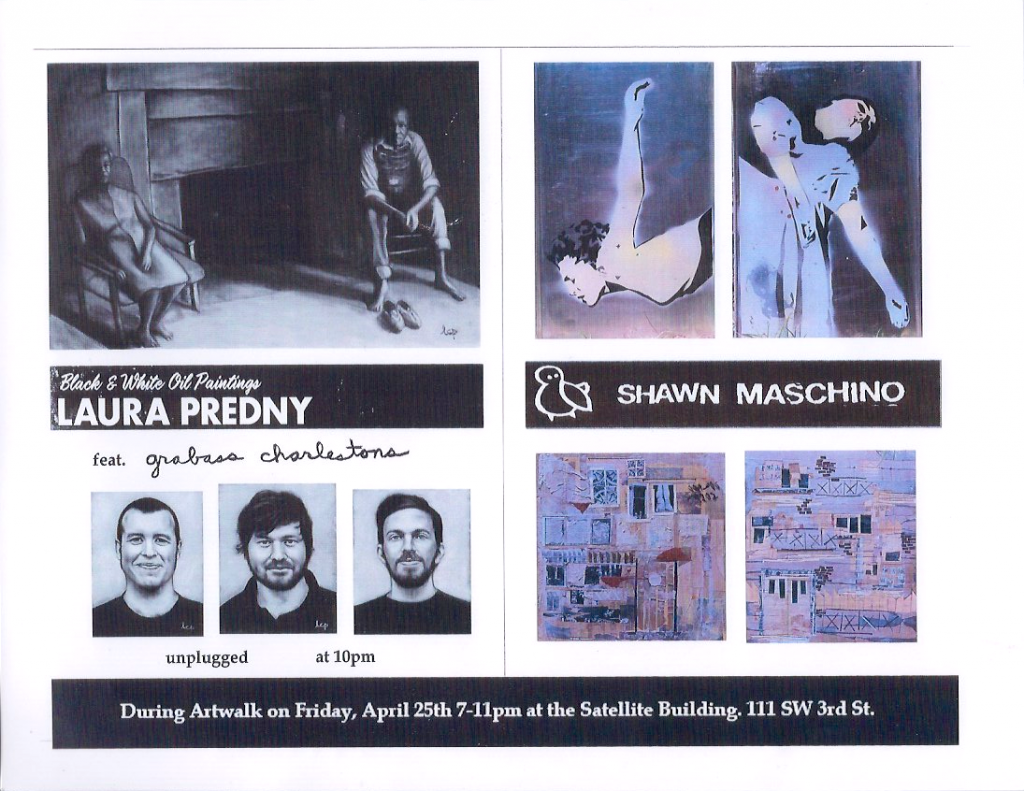 Black & White Oil Paintings
LAURA PREDNY
feat. grabass charlestons
unplugged at 10pm
SHAWN MASCHINO
During Artwalk on Friday, April 25th 7-11pm at the Satellite Building. 111 SW 3rd St.